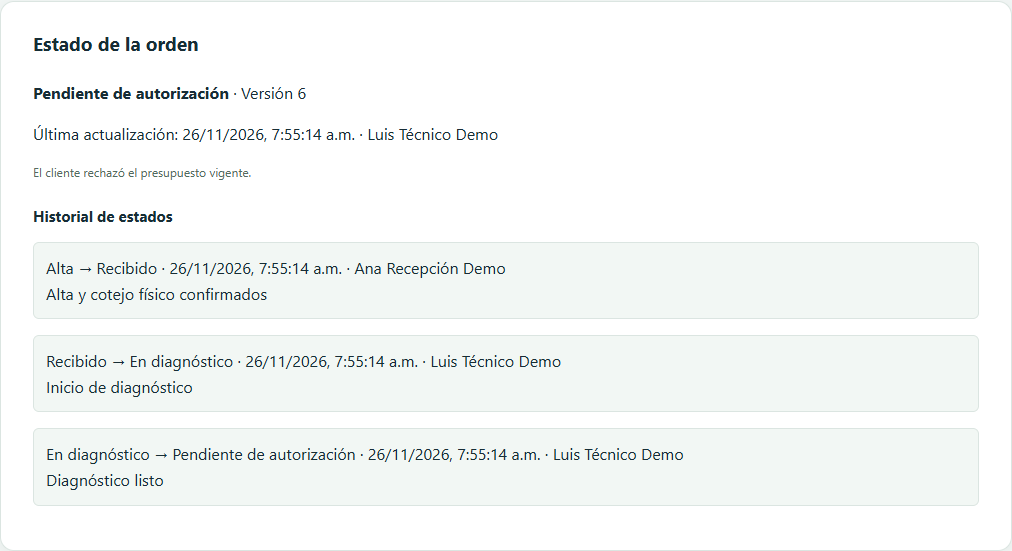 Estado de la orden
Pendiente de autorización · Versión 6
Última actualización: 26/11/2026, 7:55:14 a.m. · Luis Técnico Demo
El cliente rechazó el presupuesto vigente.
Historial de estados
Alta → Recibido · 26/11/2026, 7:55:14 a.m. · Ana Recepción Demo
Alta y cotejo físico confirmados
Recibido → En diagnóstico · 26/11/2026, 7:55:14 a.m. · Luis Técnico Demo
Inicio de diagnóstico
En diagnóstico → Pendiente de autorización · 26/11/2026, 7:55:14 a.m. · Luis Técnico Demo
Diagnóstico listo